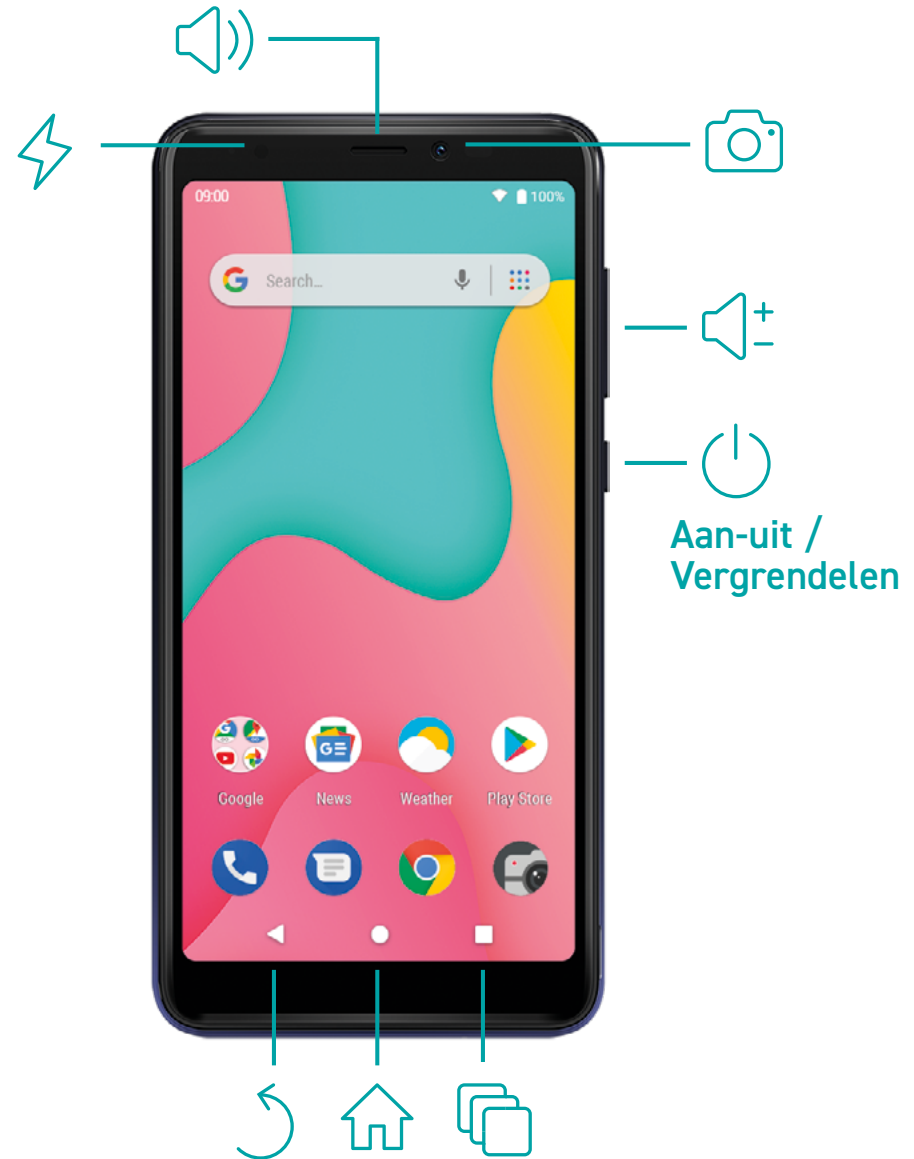 09:00
100%
Search...
Aan-uit /
Vergrendelen
Google
News
Weather
Play Store